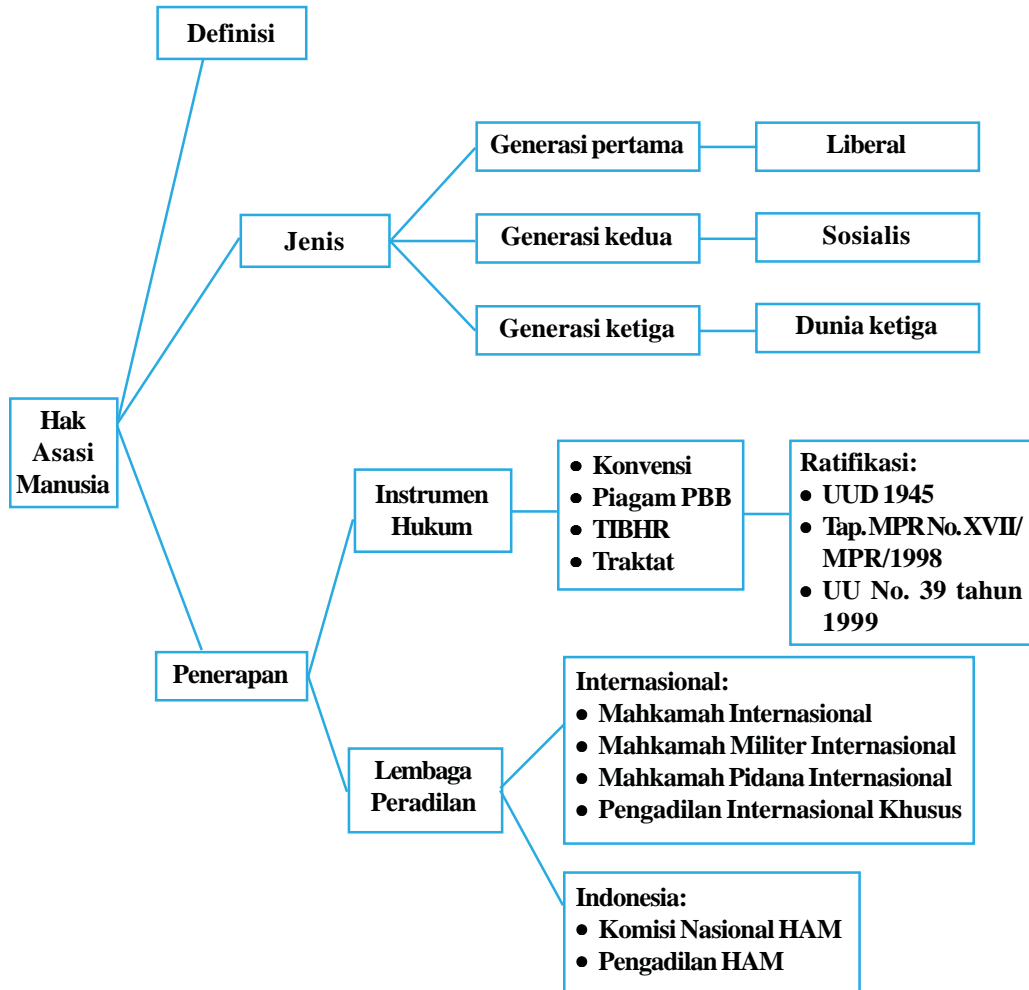 Definisi
Generasi pertama
Liberal
Jenis
Generasi kedua
Sosialis
Generasi ketiga
Dunia ketiga
Hak
Asasi
Manusia
Instrumen
Hukum
• Konvensi
• Piagam PBB
• TIBHR
• Traktat
Ratifikasi:
• UUD 1945
• Tap. MPR No. XVII/
MPR/1998
• UU No. 39 tahun
1999
Penerapan
Lembaga
Peradilan
Internasional:
• Mahkamah Internasional
• Mahkamah Militer Internasional
• Mahkamah Pidana Internasional
• Pengadilan Internasional Khusus
Indonesia:
• Komisi Nasional HAM
• Pengadilan HAM